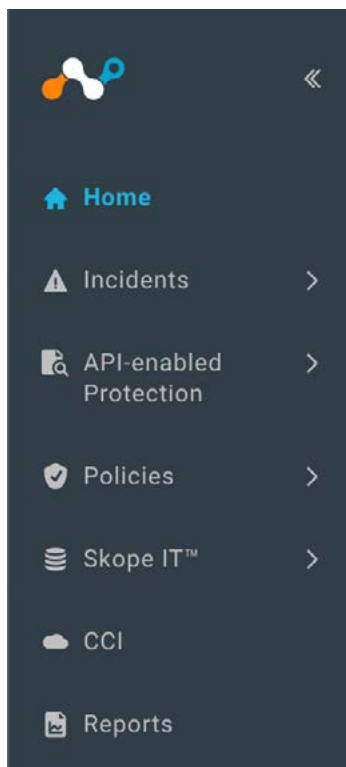 Home
Incidents
API-enabled
Protection
Policies
Skope IT™
CCI
Reports